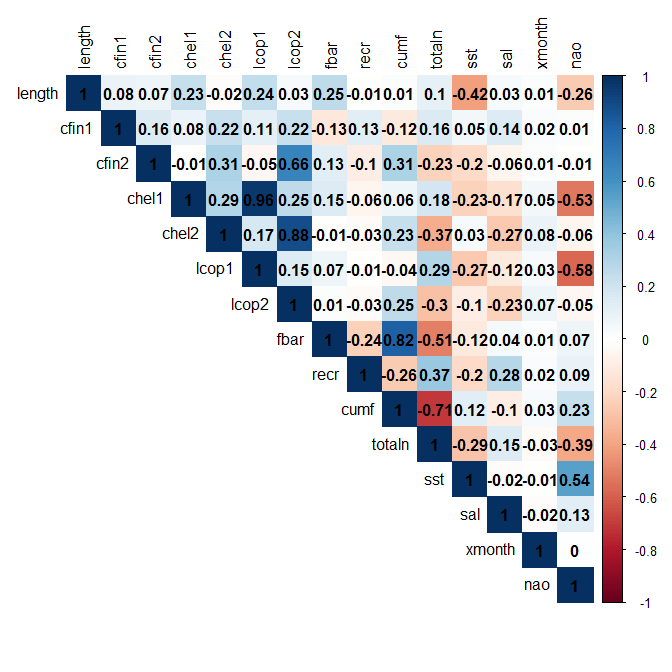 length cfin1 cfin2 chel1 chel2 lcop1 lcop2 fbar recr cumf totaln sst sal xmonth nao
length 1 0.08 0.07 0.23 -0.02 0.24 0.03 0.25 -0.01 0.01 0.1 -0.42 0.03 0.01 -0.26
cfin1 1 0.16 0.08 0.22 0.11 0.22 -0.13 0.13 -0.12 0.16 0.05 0.14 0.02 0.01
cfin2 1 -0.01 0.31 -0.05 0.66 0.13 -0.1 0.31 -0.23 -0.2 -0.06 0.01 -0.01
chel1 1 0.29 0.96 0.25 0.15 -0.06 0.06 0.18 -0.23 -0.17 0.05 -0.53
chel2 1 0.17 0.88 -0.01 -0.03 0.23 -0.37 0.03 -0.27 0.08 -0.06
lcop1 1 0.15 0.07 -0.01 -0.04 0.29 -0.27 -0.12 0.03 -0.58
lcop2 1 0.01 -0.03 0.25 -0.3 -0.1 -0.23 0.07 -0.05
fbar 1 -0.24 0.82 -0.51 -0.12 0.04 0.01 0.07
recr 1 -0.26 0.37 -0.2 0.28 0.02 0.09
cumf 1 -0.71 0.12 -0.1 0.03 0.23
totaln 1 -0.29 0.15 -0.03 -0.39
sst 1 -0.02 -0.01 0.54
sal 1 -0.02 0.13
xmonth 1 0
nao 1
1
0.8
0.6
0.4
0.2
0
-0.2
-0.4
-0.6
-0.8
-1